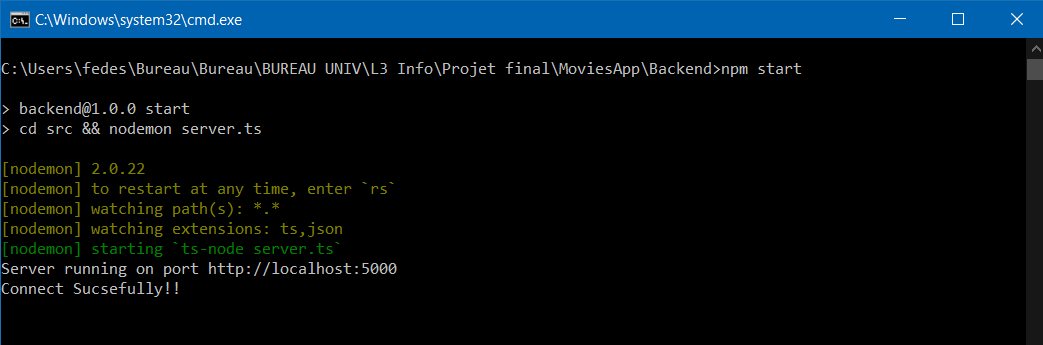 C:\Windows\system32\cmd.exe
C:\Users\fedes\Bureau\Bureau\BUREAU UNIV\L3 Info\Projet final\MoviesApp\Backend>npm start
> backend@1.0.0 start
> cd src && nodemon server.ts
[nodemon] 2.0.22
[nodemon] to restart at any time, enter `rs`
[nodemon] watching path(s): *.*
[nodemon] watching extensions: ts,json
[nodemon] starting `ts-node server.ts`
Server running on port http://localhost:5000
Connect Sucsefully!!